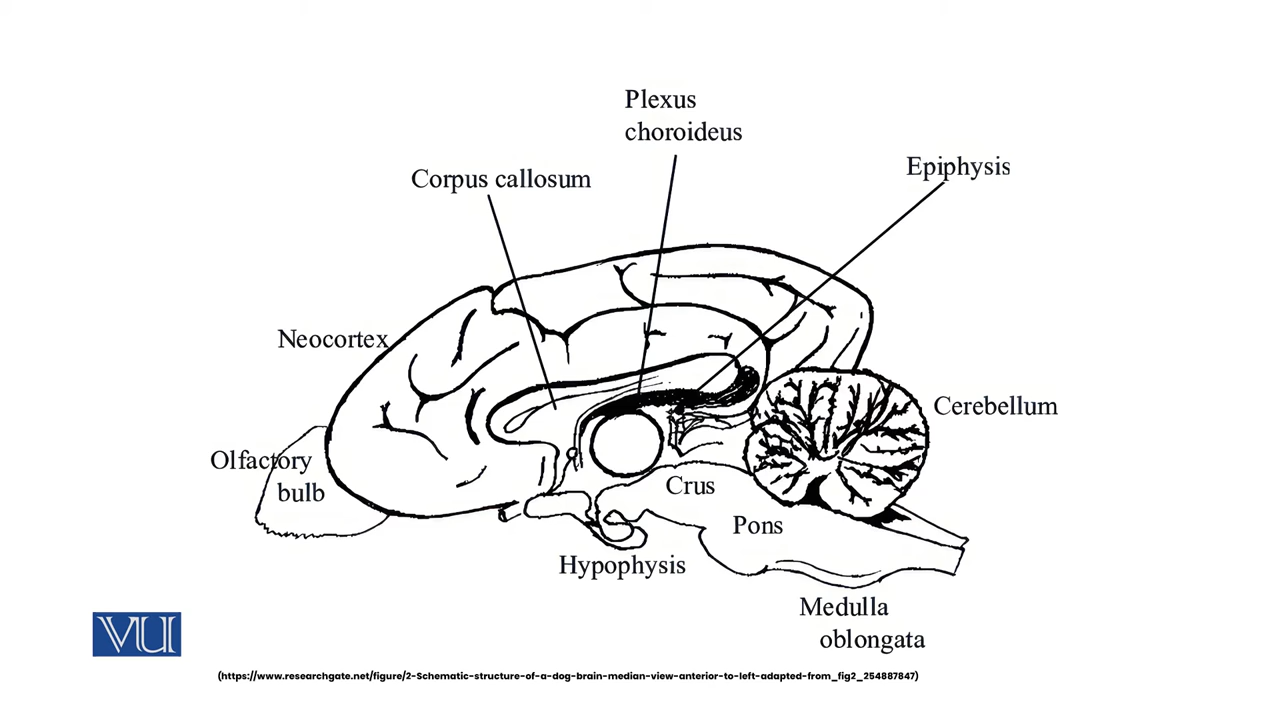 Plexus
choroideus
Corpus callosum
Epiphysis
Neocortex
Cerebellum
Olfactory
bulb
Crus
Pons
Hypophysis
Medulla
oblongata
VU
(https://www.researchgate.net/figure/2-Schematic-structure-of-a-dog-brain-median-view-anterior-to-left-adapted-from_fig2_254887847)